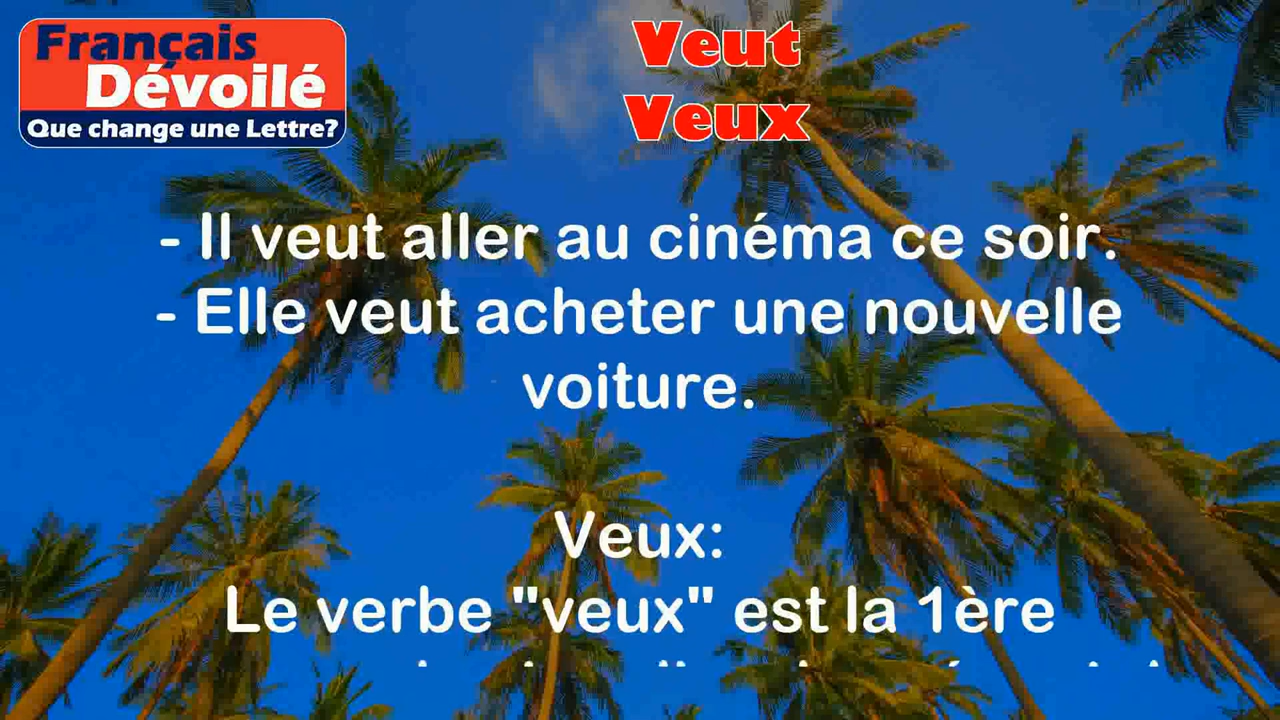 Français
Dévoilé
Que change une Lettre?
Veut
Veux
- Il veut aller au cinéma ce soir.
- Elle veut acheter une nouvelle
voiture.
Veux:
Le verbe "veux" est la 1ère